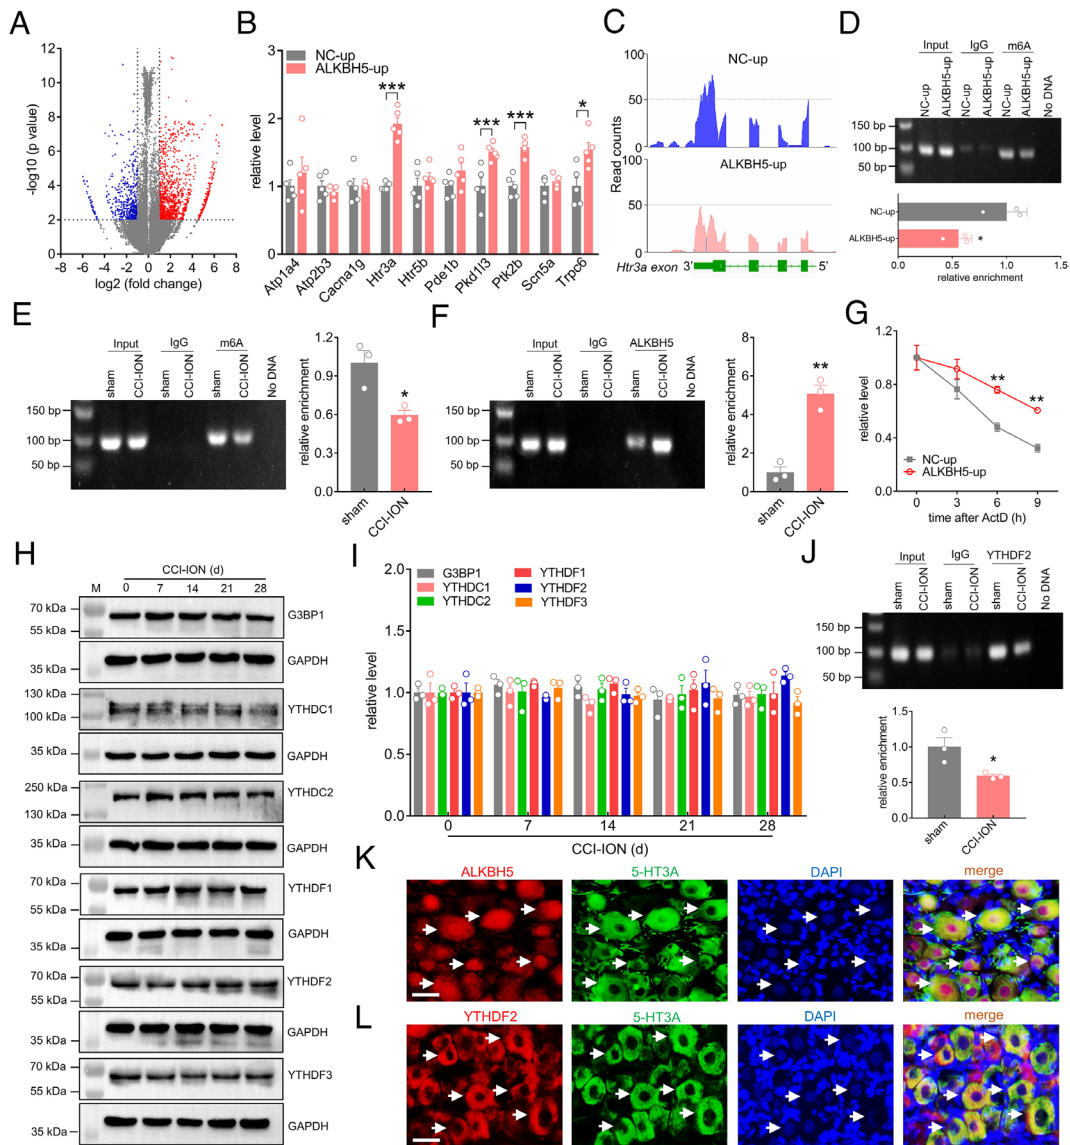 A
12
10
8
6
4
2
0
-log10 (p value)
-8 -6 -4 -2 0 2 4 6 8
log2 (fold change)
B
NC-up
ALKBH5-up
3
2
1
0
relative level
***
***
***
*
Atp1a4
Atp2b3
Cacna1g
Htr3a
Htr5b
Pde1b
Pkd1l3
Ptk2b
Scn5a
Trpc6
C
NC-up
100
50
0
Read counts
ALKBH5-up
100
50
0
Htr3a exon 3' 5'
D
Input IgG m6A
NC-up
ALKBH5-up
NC-up
ALKBH5-up
NC-up
ALKBH5-up
No DNA
150 bp
100 bp
50 bp
NC-up
ALKBH5-up
*
0.0 0.5 1.0 1.5
relative enrichment
E
Input IgG m6A
sham
CCI-ION
sham
CCI-ION
sham
CCI-ION
No DNA
150 bp
100 bp
50 bp
relative enrichment
1.2
0.9
0.6
0.3
0.0
*
sham
CCI-ION
F
Input IgG ALKBH5
sham
CCI-ION
sham
CCI-ION
sham
CCI-ION
No DNA
150 bp
100 bp
50 bp
relative enrichment
8
6
4
2
0
**
sham
CCI-ION
G
1.2
0.8
0.4
0.0
relative level
**
**
NC-up
ALKBH5-up
0 3 6 9
time after ActD (h)
H
CCI-ION (d)
M 0 7 14 21 28
70 kDa
55 kDa
G3BP1
35 kDa
GAPDH
130 kDa
100 kDa
YTHDC1
35 kDa
GAPDH
250 kDa
130 kDa
YTHDC2
35 kDa
GAPDH
70 kDa
55 kDa
YTHDF1
35 kDa
GAPDH
70 kDa
55 kDa
YTHDF2
35 kDa
GAPDH
70 kDa
55 kDa
YTHDF3
35 kDa
GAPDH
I
G3BP1 YTHDF1
YTHDC1 YTHDF2
YTHDC2 YTHDF3
2.0
1.5
1.0
0.5
0.0
relative level
0 7 14 21 28
CCI-ION (d)
J
Input IgG YTHDF2
sham
CCI-ION
sham
CCI-ION
sham
CCI-ION
No DNA
150 bp
100 bp
50 bp
relative enrichment
1.5
1.0
0.5
0.0
*
sham
CCI-ION
K
ALKBH5 5-HT3A DAPI merge
L
YTHDF2 5-HT3A DAPI merge